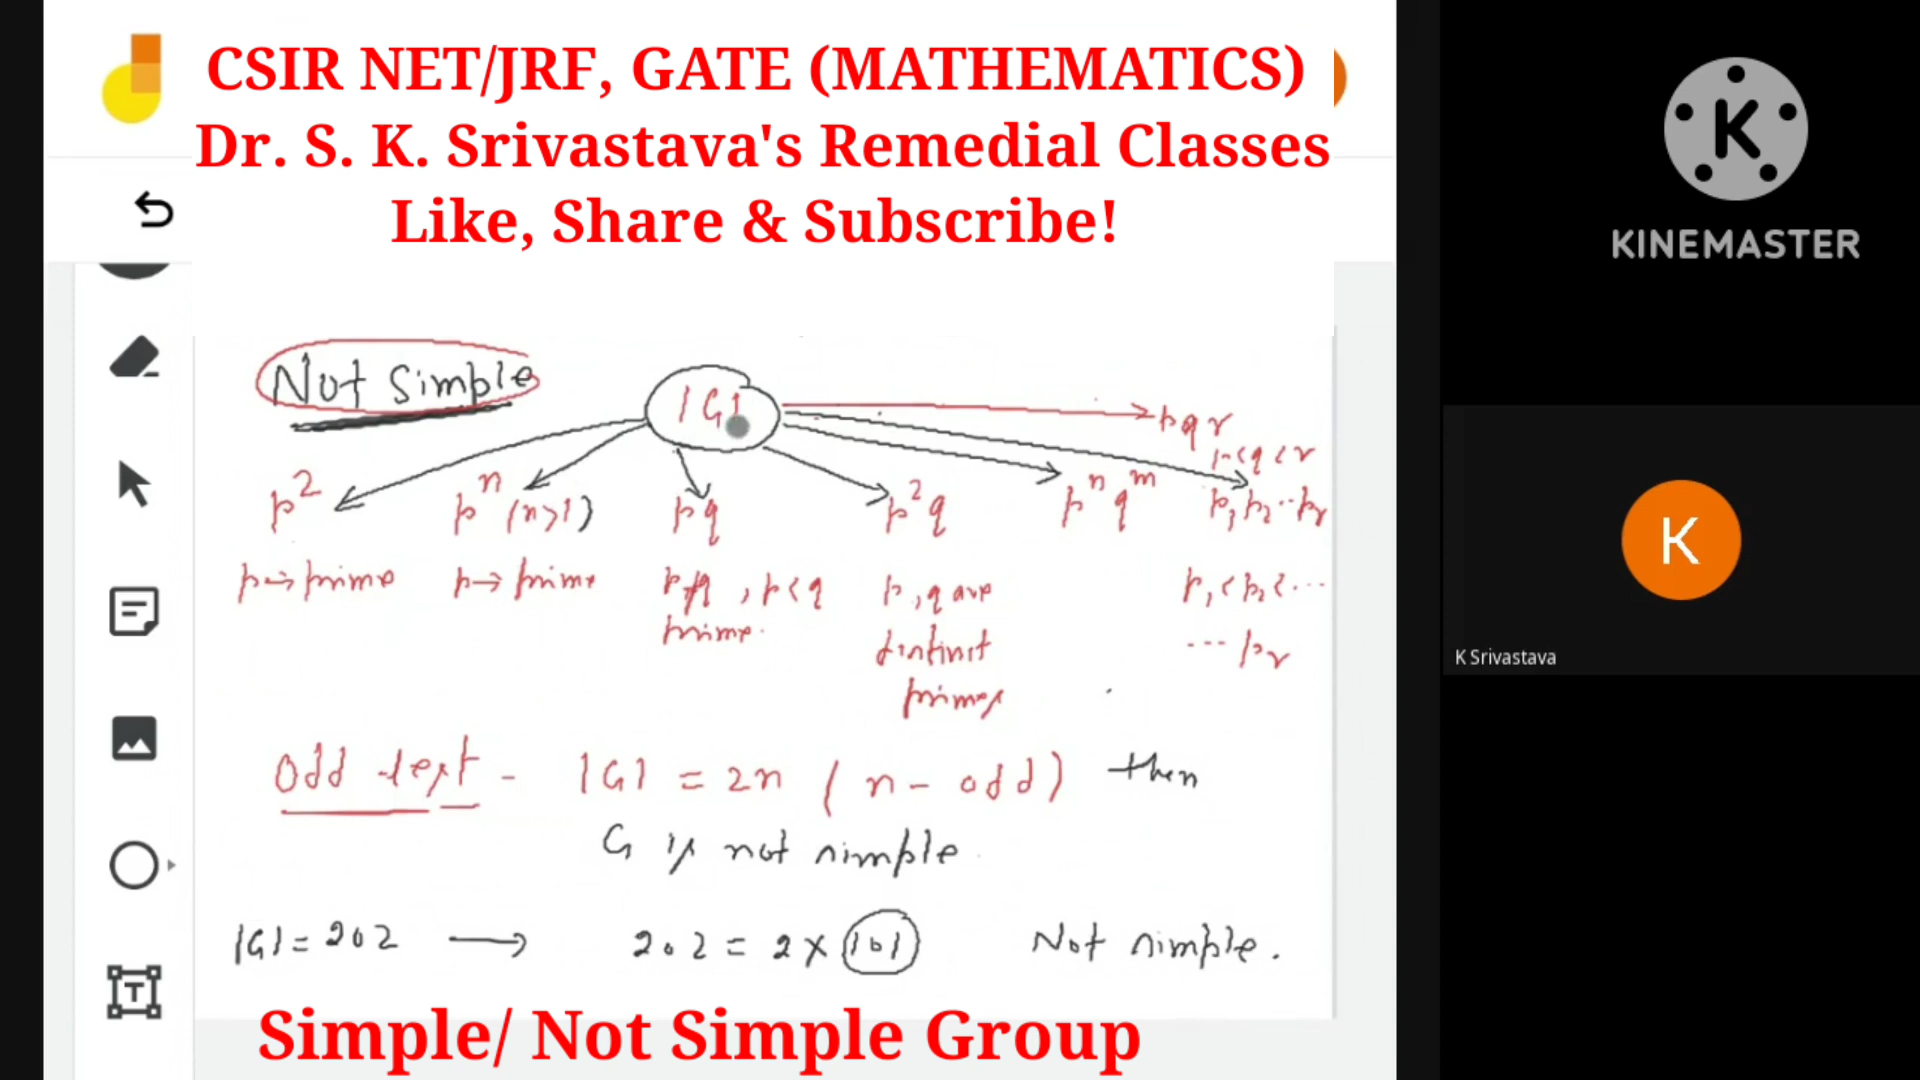 CSIR NET/JRF, GATE (MATHEMATICS)
Dr. S. K. Srivastava's Remedial Classes
Like, Share & Subscribe!
K
KINEMASTER
Not Simple
|G|
pqr
p<q<r
p² pⁿ (n>1) pq p²q pⁿqᵐ p₁p₂...pᵣ
p→prime p→prime , p<q p,q are p₁<p₂<...
prime. distinct ...pᵣ
primes
Odd test - |G| = 2n (n- odd) then
G is not simple
|G|=202 → 202 = 2×101 Not simple.
Simple/ Not Simple Group
K
K Srivastava
T